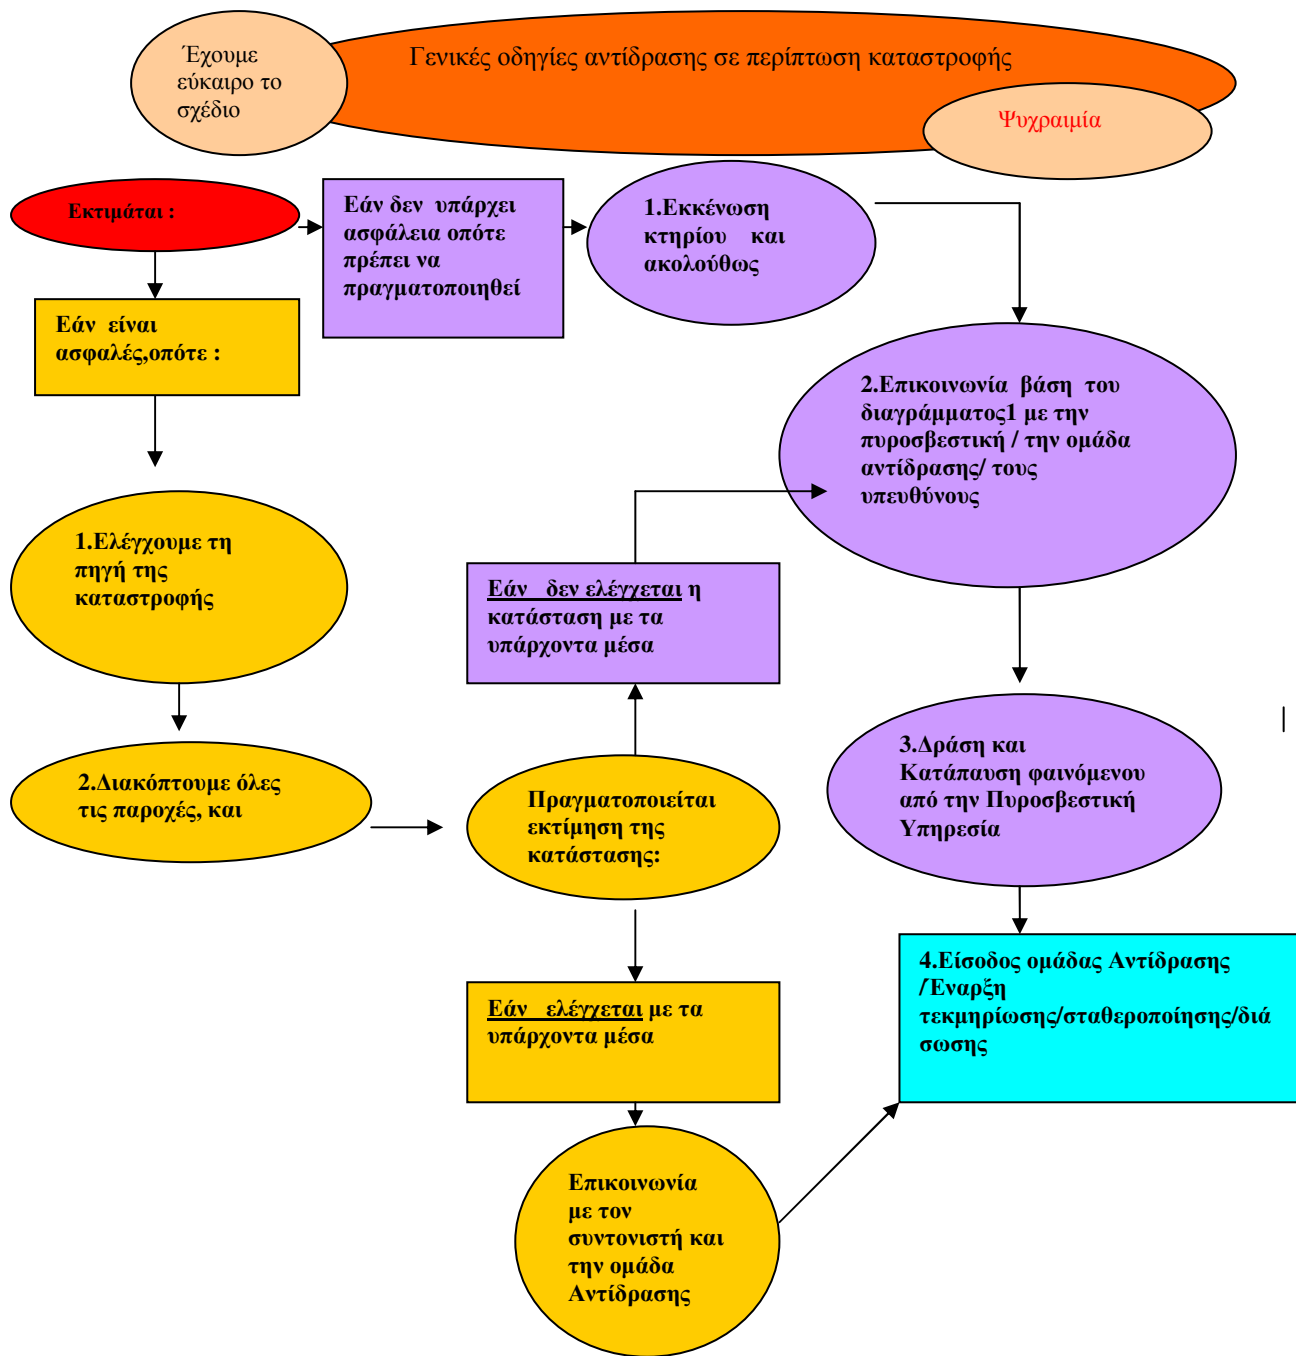 Έχουμε
εύκαιρο το
σχέδιο
Γενικές οδηγίες αντίδρασης σε περίπτωση καταστροφής
Ψυχραιμία
Εκτιμάται :
Εάν δεν υπάρχει
ασφάλεια οπότε
πρέπει να
πραγματοποιηθεί
1.Εκκένωση
κτηρίου και
ακολούθως
Εάν είναι
ασφαλές,οπότε :
2.Επικοινωνία βάση του
διαγράμματος1 με την
πυροσβεστική / την ομάδα
αντίδρασης/ τους
υπευθύνους
1.Ελέγχουμε τη
πηγή της
καταστροφής
Εάν δεν ελέγχεται η
κατάσταση με τα
υπάρχοντα μέσα
2.Διακόπτουμε όλες
τις παροχές, και
Πραγματοποιείται
εκτίμηση της
κατάστασης:
3.Δράση και
Κατάπαυση φαινόμενου
από την Πυροσβεστική
Υπηρεσία
Εάν ελέγχεται με τα
υπάρχοντα μέσα
4.Είσοδος ομάδας Αντίδρασης
/Έναρξη
τεκμηρίωσης/σταθεροποίησης/διά
σωσης
Επικοινωνία
με τον
συντονιστή και
την ομάδα
Αντίδρασης